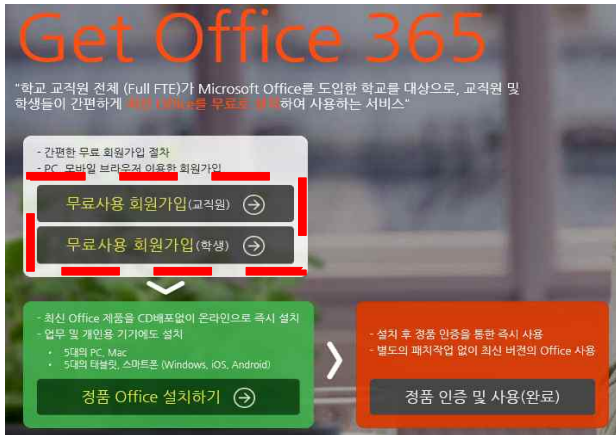 Get Office 365
"학교 교직원 전체 (Full FTE)가 Microsoft Office를 도입한 학교를 대상으로, 교직원 및
학생들이 간편하게 최신 Office를 무료로 설치하여 사용하는 서비스"
- 간편한 무료 회원가입 절차
- PC, 모바일 브라우저 이용한 회원가입
무료사용 회원가입(교직원)
무료사용 회원가입(학생)
- 최신 Office 제품을 CD배포없이 온라인으로 즉시 설치
- 업무 및 개인용 기기에도 설치
• 5대의 PC, Mac
• 5대의 태블릿, 스마트폰 (Windows, iOS, Android)
정품 Office 설치하기
- 설치 후 정품 인증을 통한 즉시 사용
- 별도의 패치작업 없이 최신 버전의 Office 사용
정품 인증 및 사용(완료)